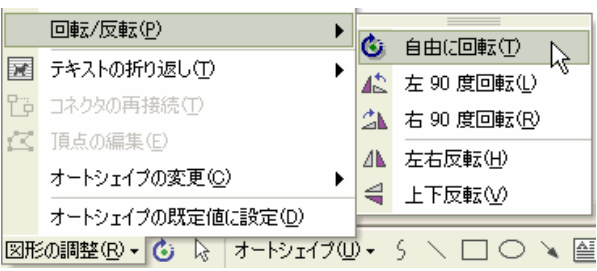 回転/反転(P)
テキストの折り返し(T)
コネクタの再接続(T)
頂点の編集(E)
オートシェイプの変更(C)
オートシェイプの既定値に設定(D)
自由に回転(T)
左 90 度回転(L)
右 90 度回転(R)
左右反転(H)
上下反転(V)
図形の調整(R) オートシェイプ(U)